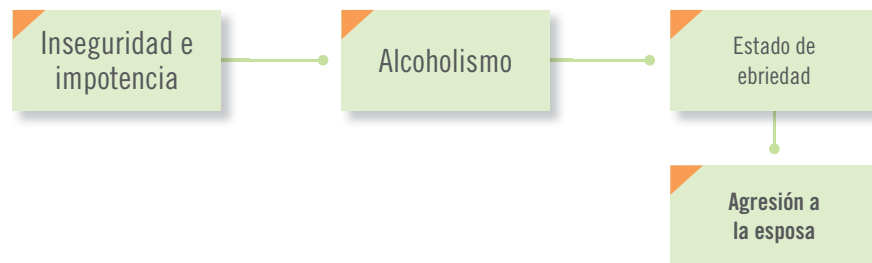 Inseguridad e
impotencia
Alcoholismo
Estado de
ebriedad
Agresión a
la esposa